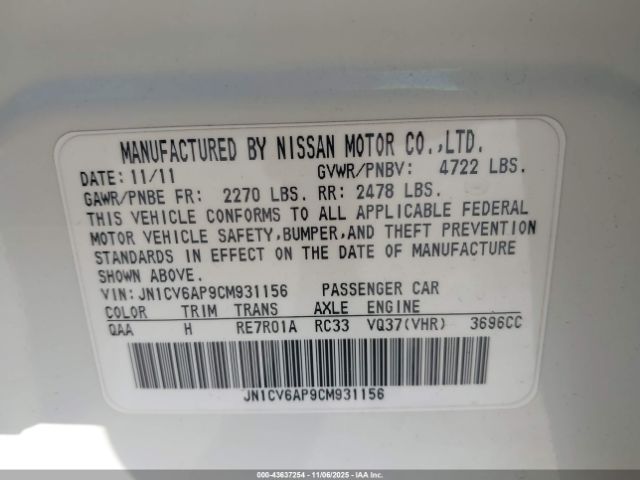 MANUFACTURED BY NISSAN MOTOR CO.,LTD.
DATE: 11/11 GVWR/PNBV: 4722 LBS.
GAWR/PNBE FR: 2270 LBS. RR: 2478 LBS.
THIS VEHICLE CONFORMS TO ALL APPLICABLE FEDERAL
MOTOR VEHICLE SAFETY,BUMPER,AND THEFT PREVENTION
STANDARDS IN EFFECT ON THE DATE OF MANUFACTURE
SHOWN ABOVE.
VIN: JN1CV6AP9CM931156 PASSENGER CAR
COLOR TRIM TRANS AXLE ENGINE
QAA H RE7R01A RC33 VQ37(VHR) 3696CC
JN1CV6AP9CM931156
000-43637254 - 11/06/2025 - IAAI.COM